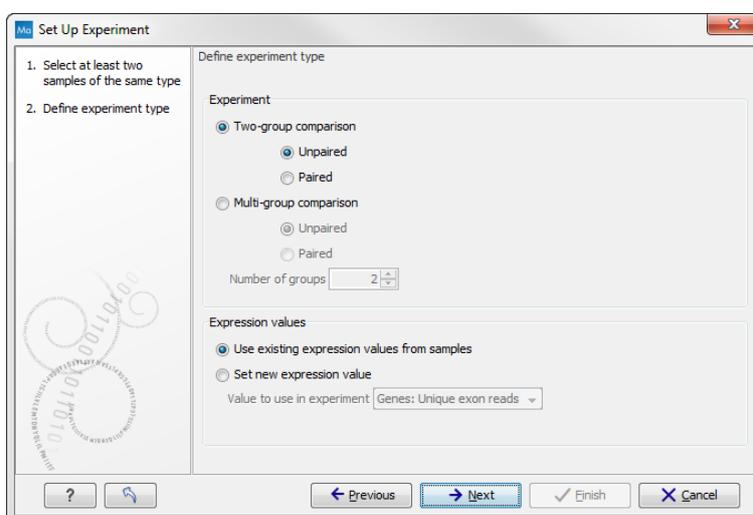 Ma Set Up Experiment
1. Select at least two
samples of the same type
2. Define experiment type
Define experiment type
Experiment
Two-group comparison
Unpaired
Paired
Multi-group comparison
Unpaired
Paired
Number of groups 2
Expression values
Use existing expression values from samples
Set new expression value
Value to use in experiment Genes: Unique exon reads
? Previous Next Finish Cancel